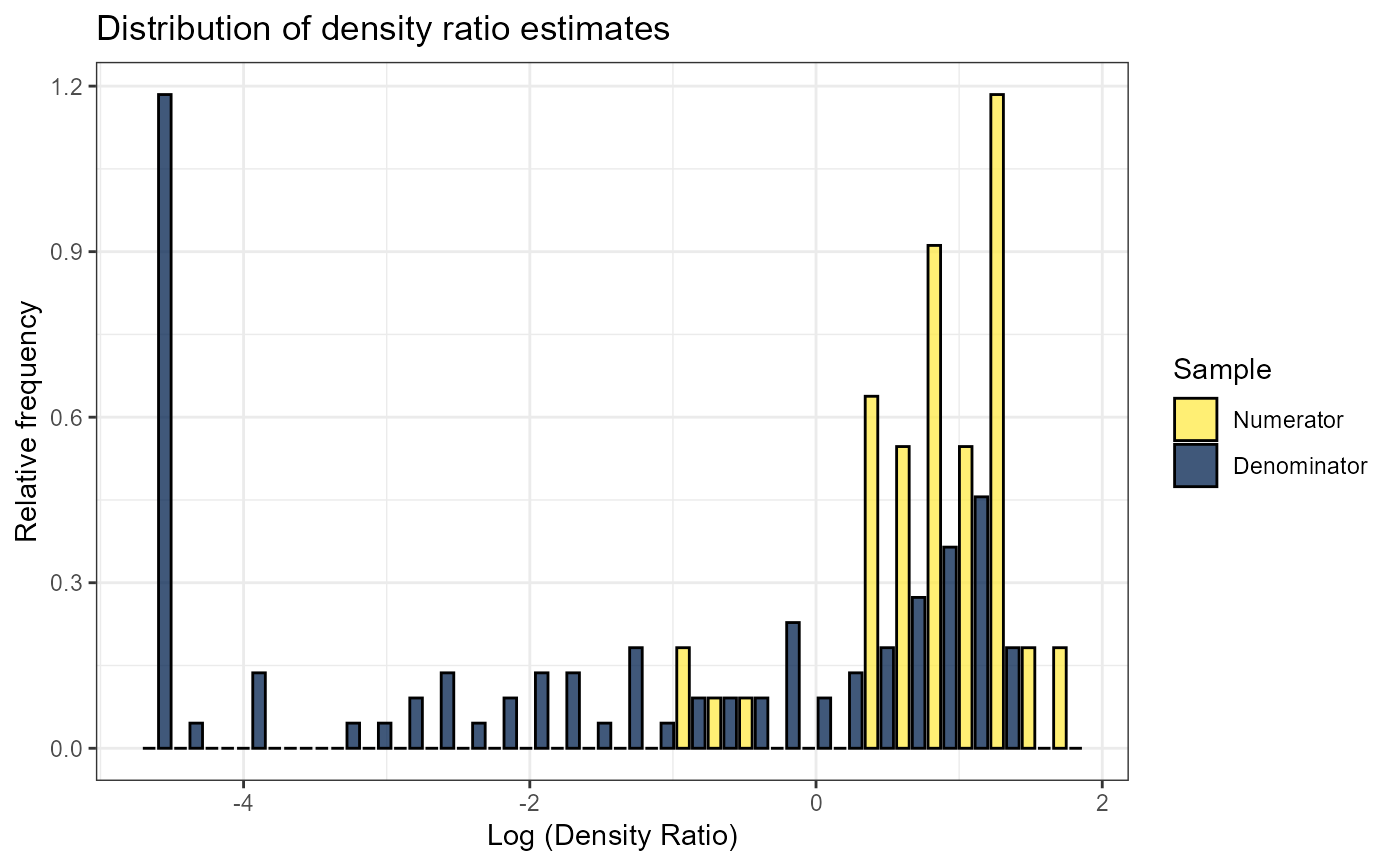 Distribution of density ratio estimates
1.2
0.9
0.6
0.3
0.0
Relative frequency
-4
-2
0
2
Log (Density Ratio)
Sample
Numerator
Denominator